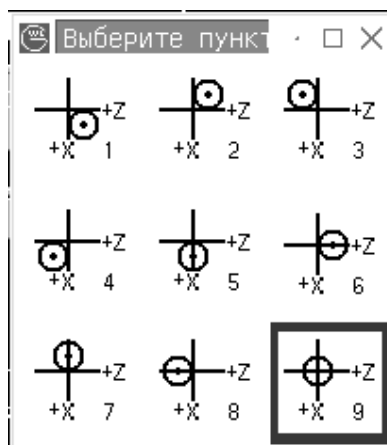 Выберите пункт
+Z +Z +Z
+X 1 +X 2 +X 3
+Z +Z +Z
+X 4 +X 5 +X 6
+Z +Z +Z
+X 7 +X 8 +X 9